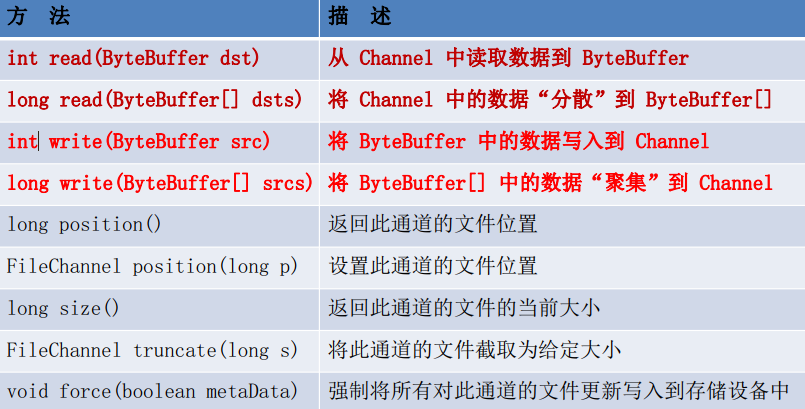 方 法 描 述
int read(ByteBuffer dst) 从 Channel 中读取数据到 ByteBuffer
long read(ByteBuffer[] dsts) 将 Channel 中的数据“分散”到 ByteBuffer[]
int write(ByteBuffer src) 将 ByteBuffer 中的数据写入到 Channel
long write(ByteBuffer[] srcs) 将 ByteBuffer[] 中的数据“聚集”到 Channel
long position() 返回此通道的文件位置
FileChannel position(long p) 设置此通道的文件位置
long size() 返回此通道的文件的当前大小
FileChannel truncate(long s) 将此通道的文件截取为给定大小
void force(boolean metaData) 强制将所有对此通道的文件更新写入到存储设备中